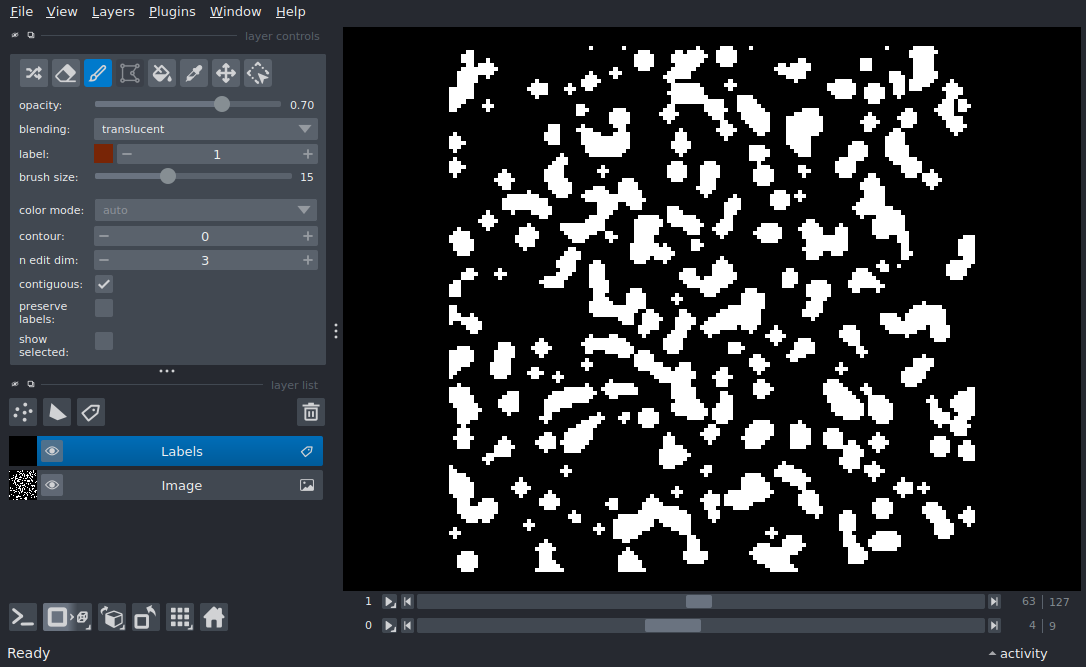 File View Layers Plugins Window Help
layer controls
opacity: 0.70
blending: translucent
label: 1
brush size: 15
color mode: auto
contour: 0
n edit dim: 3
contiguous:
preserve
labels:
show
selected:
layer list
Labels
Image
1 63 127
0 4 9
Ready activity